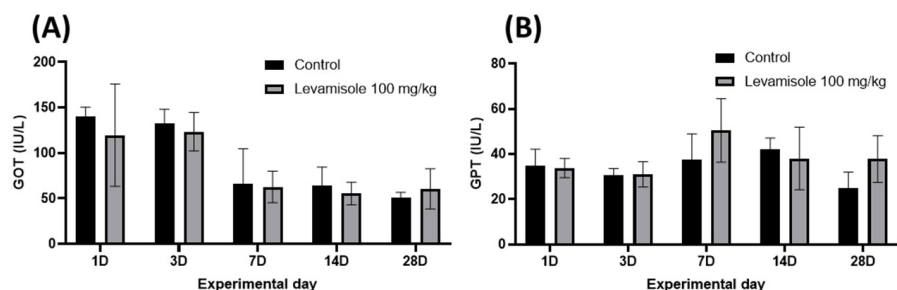 (A)
GOT (IU/L)
200
150
100
50
0
Control
Levamisole 100 mg/kg
1D 3D 7D 14D 28D
Experimental day
(B)
GPT (IU/L)
80
60
40
20
0
Control
Levamisole 100 mg/kg
1D 3D 7D 14D 28D
Experimental day